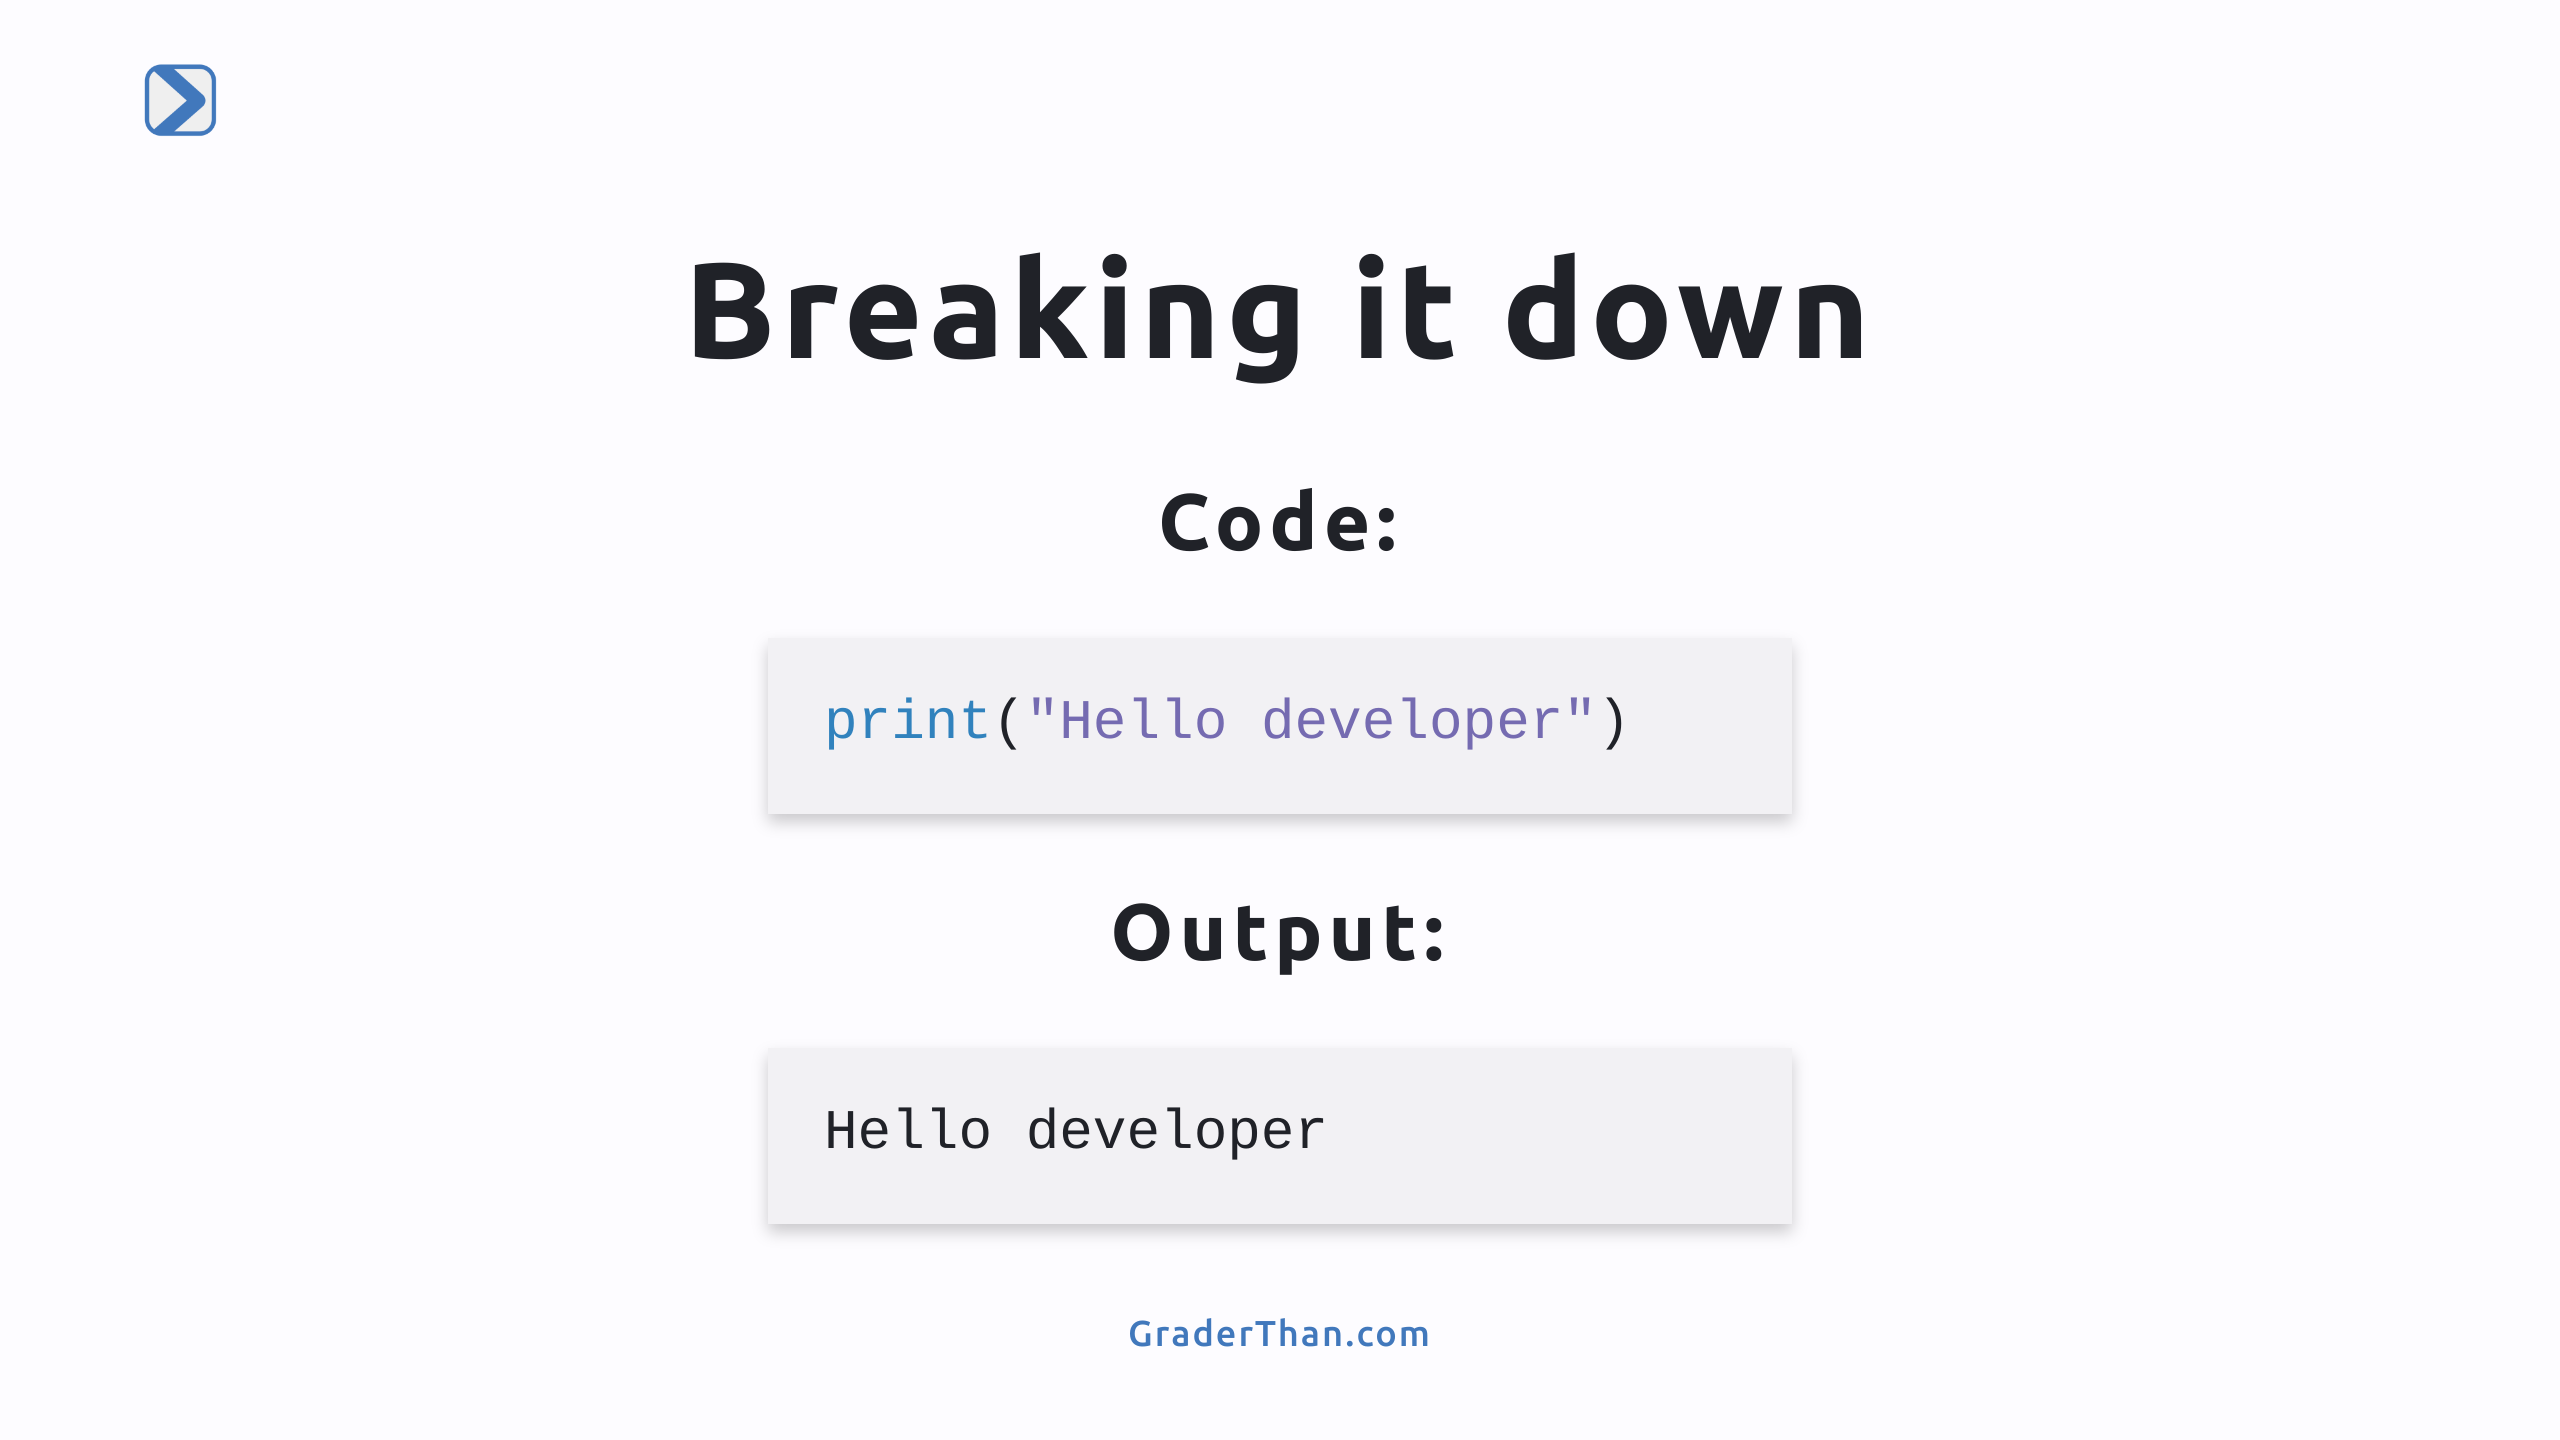 Breaking it down
Code:
print("Hello developer")
Output:
Hello developer
GraderThan.com